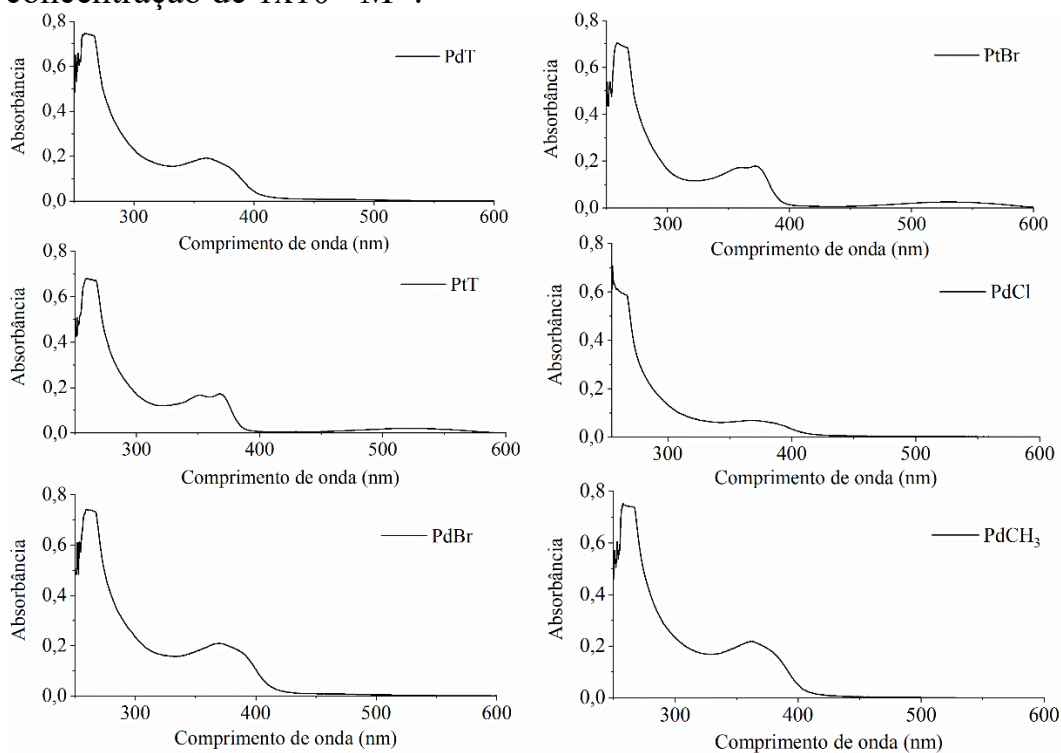 concentração de 1x10 M .
PdT
Absorbância
0,8
0,6
0,4
0,2
0,0
300 400 500 600
Comprimento de onda (nm)
PtBr
Absorbância
0,8
0,6
0,4
0,2
0,0
300 400 500 600
Comprimento de onda (nm)
PtT
Absorbância
0,8
0,6
0,4
0,2
0,0
300 400 500 600
Comprimento de onda (nm)
PdCl
Absorbância
0,8
0,6
0,4
0,2
0,0
300 400 500 600
Comprimento de onda (nm)
PdBr
Absorbância
0,8
0,6
0,4
0,2
0,0
300 400 500 600
Comprimento de onda (nm)
PdCH₃
Absorbância
0,8
0,6
0,4
0,2
0,0
300 400 500 600
Comprimento de onda (nm)